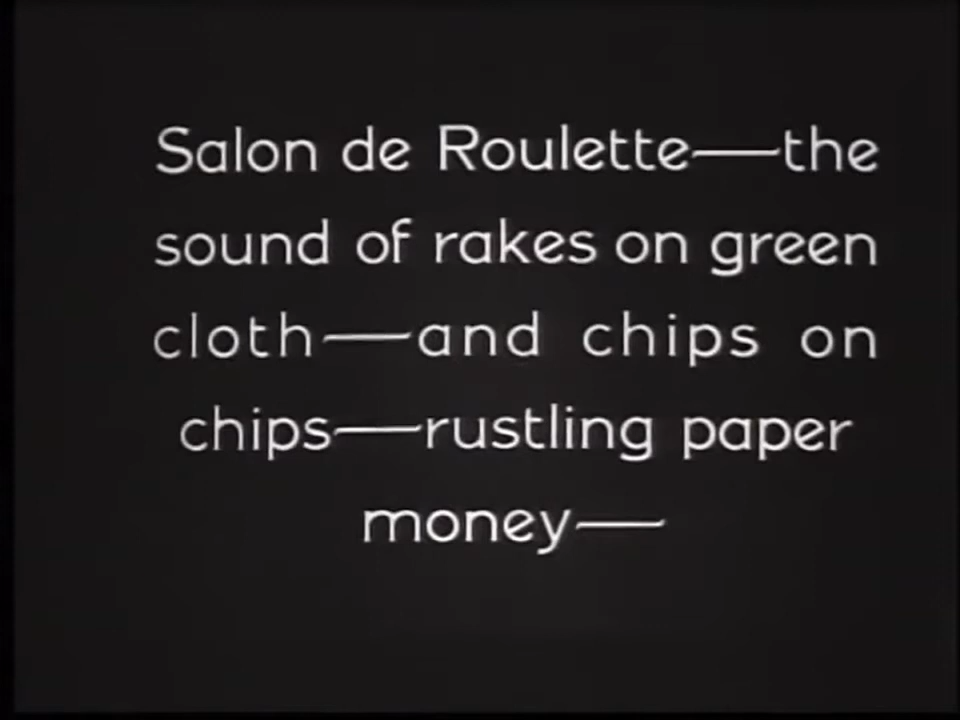 Salon de Roulette—the
sound of rakes on green
cloth—and chips on
chips—rustling paper
money—